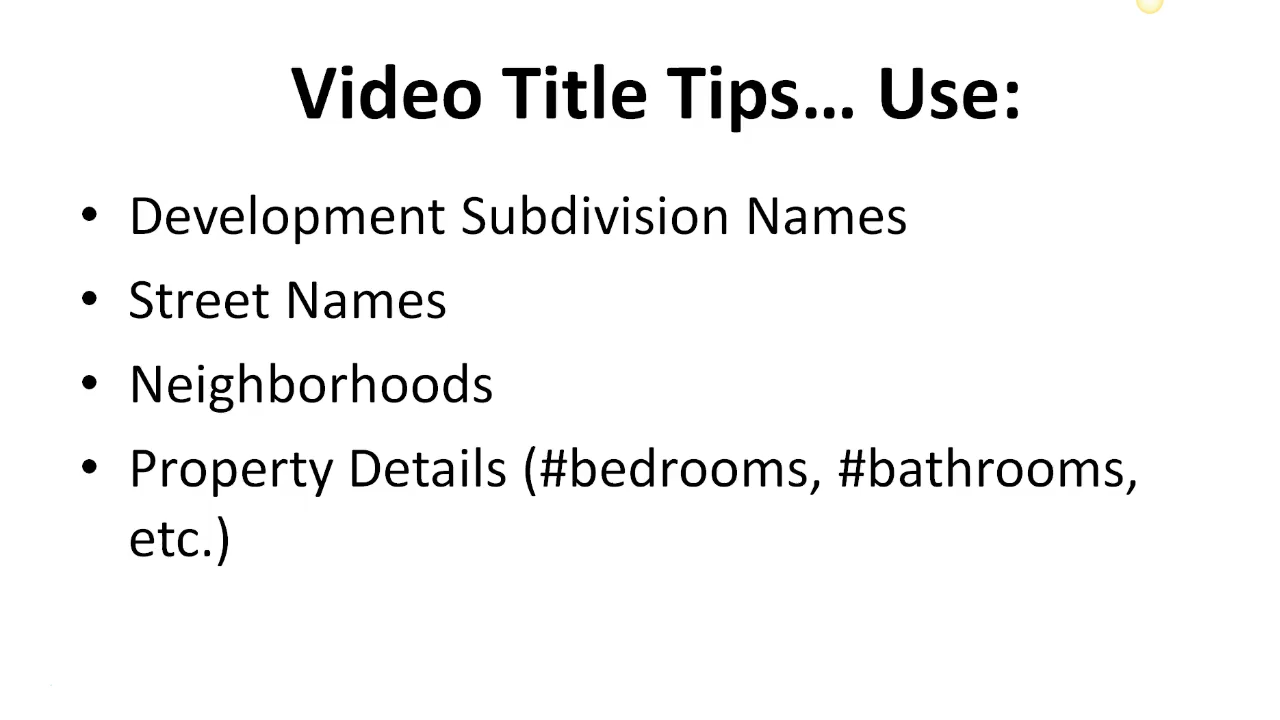 Video Title Tips... Use:
• Development Subdivision Names
• Street Names
• Neighborhoods
• Property Details (#bedrooms, #bathrooms,
etc.)